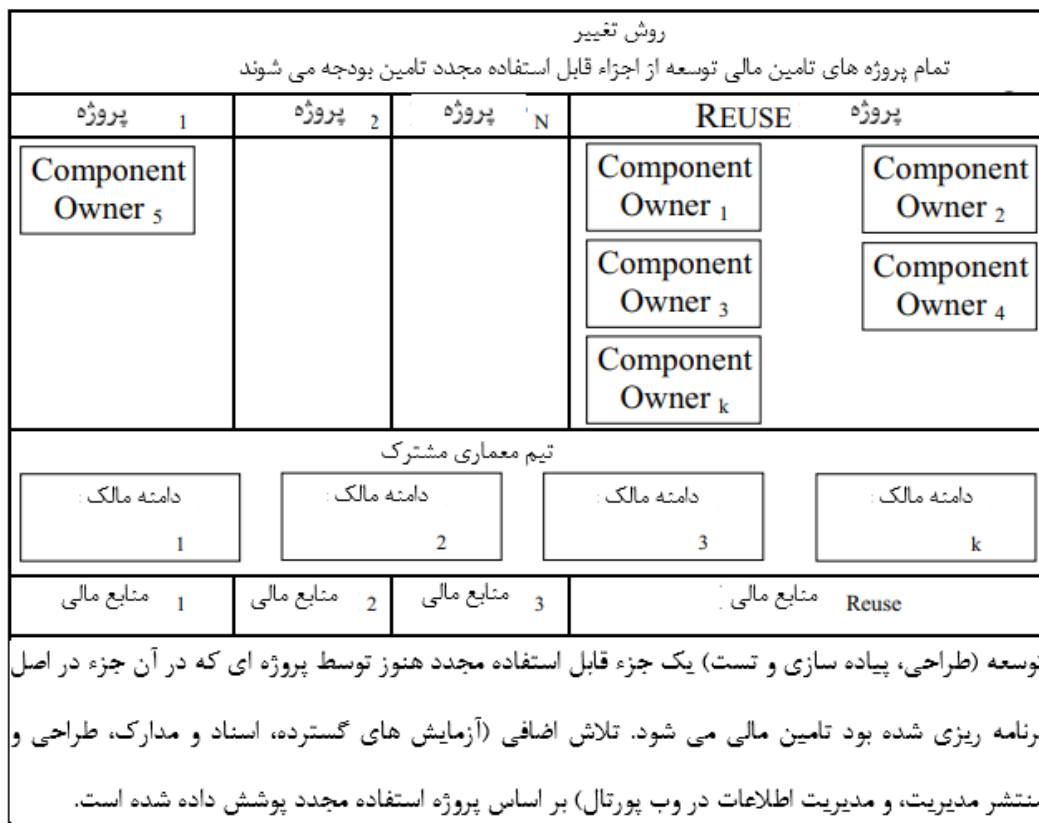 روش تغییر
تمام پروژه های تامین مالی توسعه از اجزاء قابل استفاده مجدد تامین بودجه می شوند
پروژه 1
پروژه 2
پروژه N
پروژه REUSE
Component
Owner 5
Component
Owner 1
Component
Owner 2
Component
Owner 3
Component
Owner 4
Component
Owner k
تیم معماری مشترک
دامنه مالک :
1
دامنه مالک :
2
دامنه مالک :
3
دامنه مالک :
k
منابع مالی 1
منابع مالی 2
منابع مالی 3
منابع مالی Reuse
توسعه (طراحی، پیاده سازی و تست) یک جزء قابل استفاده مجدد هنوز توسط پروژه ای که در آن جزء در اصل
برنامه ریزی شده بود تامین مالی می شود. تلاش اضافی (آزمایش های گسترده، اسناد و مدارک، طراحی و
منتشر مدیریت، و مدیریت اطلاعات در وب پورتال) بر اساس پروژه استفاده مجدد پوشش داده شده است.